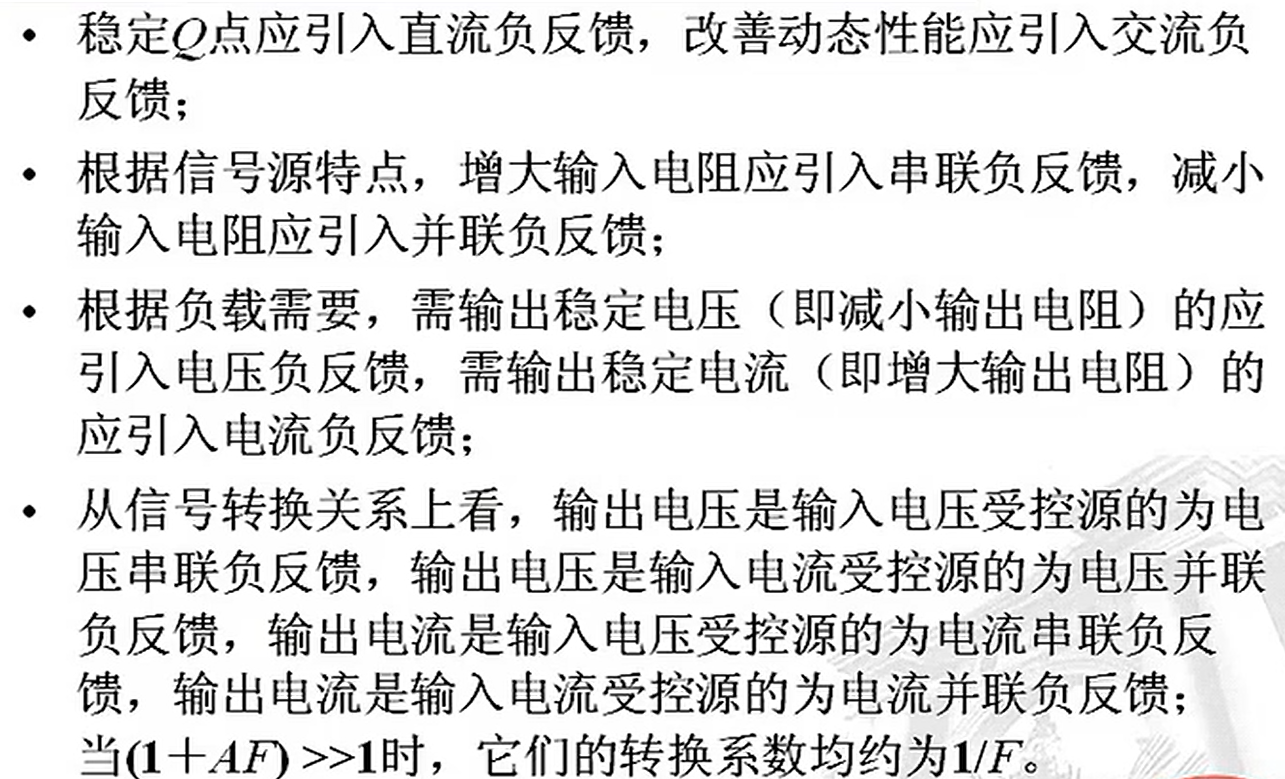 • 稳定Q点应引入直流负反馈，改善动态性能应引入交流负
反馈；
• 根据信号源特点，增大输入电阻应引入串联负反馈，减小
输入电阻应引入并联负反馈；
• 根据负载需要，需输出稳定电压（即减小输出电阻）的应
引入电压负反馈，需输出稳定电流（即增大输出电阻）的
应引入电流负反馈；
• 从信号转换关系上看，输出电压是输入电压受控源的为电
压串联负反馈，输出电压是输入电流受控源的为电压并联
负反馈，输出电流是输入电压受控源的为电流串联负反
馈，输出电流是输入电流受控源的为电流并联负反馈；
当(1＋AF) >>1时，它们的转换系数均约为1/F。